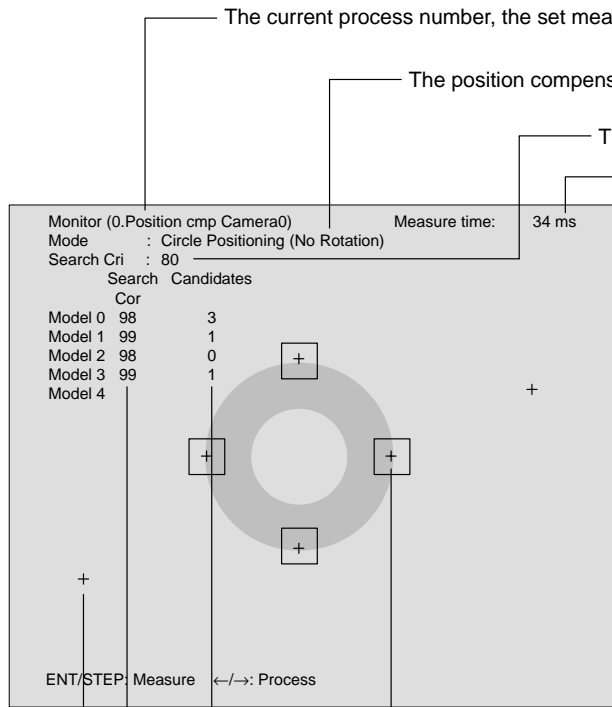 The current process number, the set mea
The position compens
T
Monitor (0.Position cmp Camera0) Measure time: 34 ms
Mode : Circle Positioning (No Rotation)
Search Cri : 80
Search Candidates
Cor
Model 0 98 3
Model 1 99 1
Model 2 98 0
Model 3 99 1
Model 4
ENT/STEP: Measure ←/→: Process